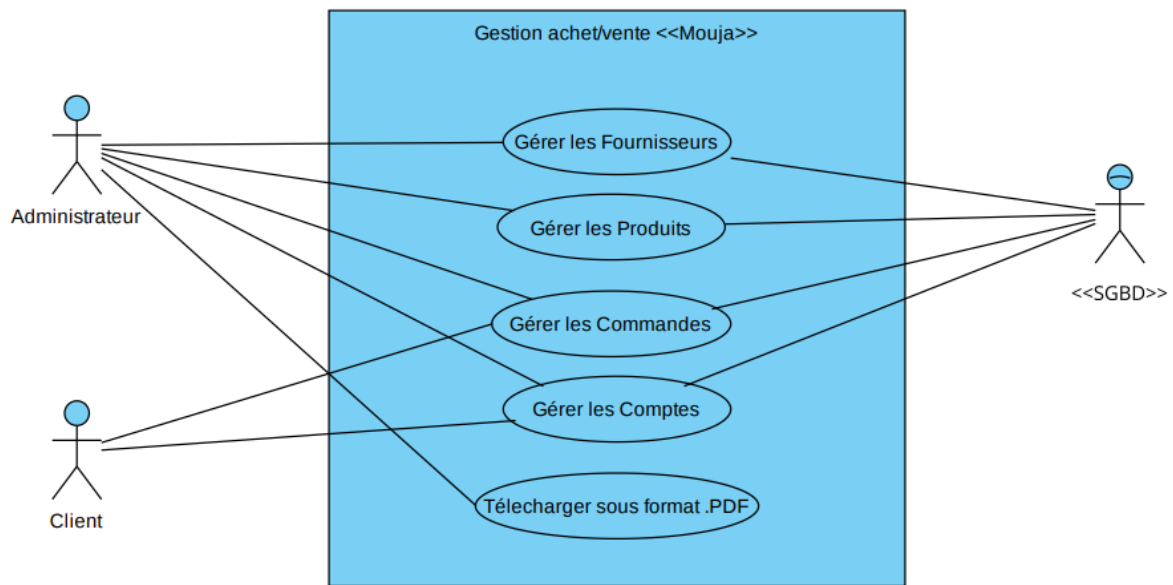 Gestion achet/vente <<Mouja>>
Gérer les Fournisseurs
Administrateur
Gérer les Produits
<<SGBD>>
Gérer les Commandes
Gérer les Comptes
Client
Télecharger sous format .PDF